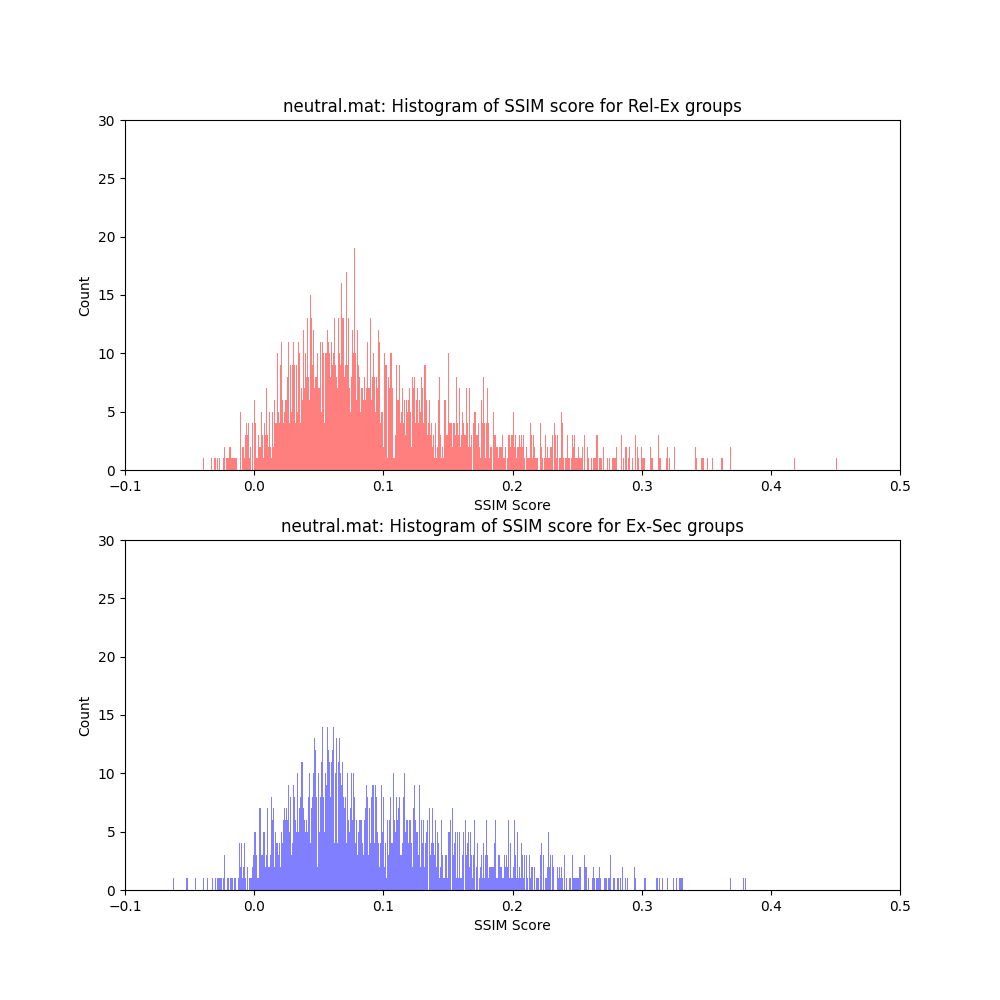 neutral.mat: Histogram of SSIM score for Rel-Ex groups
30
25
20
15
10
5
0
Count
−0.1 0.0 0.1 0.2 0.3 0.4 0.5
SSIM Score
neutral.mat: Histogram of SSIM score for Ex-Sec groups
30
25
20
15
10
5
0
Count
−0.1 0.0 0.1 0.2 0.3 0.4 0.5
SSIM Score